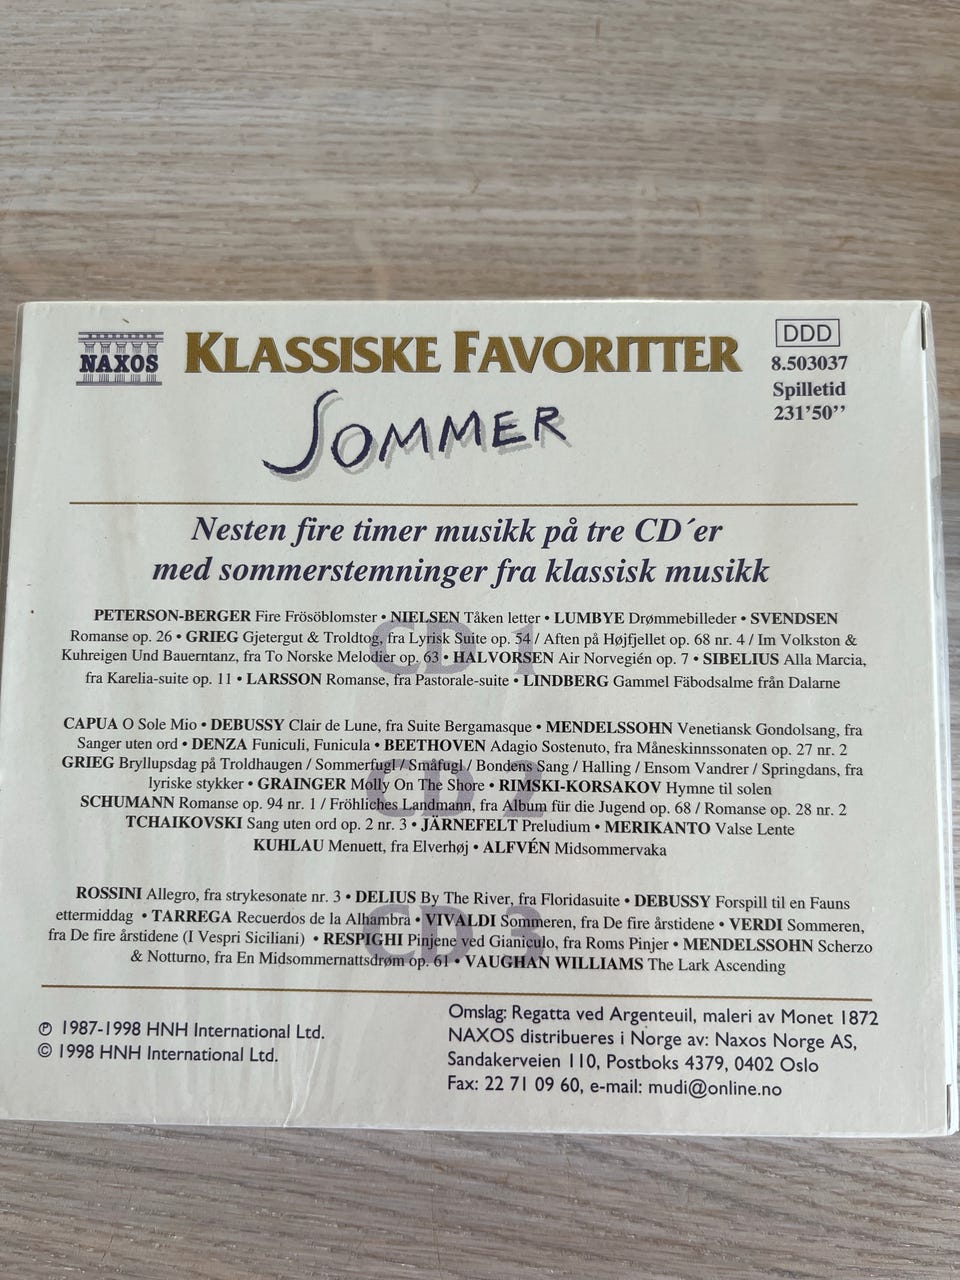 NAXOS
KLASSISKE FAVORITTER
DDD
8.503037
Spilletid
231'50''
SOMMER
Nesten fire timer musikk på tre CD´er
med sommerstemninger fra klassisk musikk
CD 1
PETERSON-BERGER Fire Frösöblomster • NIELSEN Tåken letter • LUMBYE Drømmebilleder • SVENDSEN
Romanse op. 26 • GRIEG Gjetergut & Troldtog, fra Lyrisk Suite op. 54 / Aften på Højfjellet op. 68 nr. 4 / Im Volkston &
Kuhreigen Und Bauerntanz, fra To Norske Melodier op. 63 • HALVORSEN Air Norvegién op. 7 • SIBELIUS Alla Marcia,
fra Karelia-suite op. 11 • LARSSON Romanse, fra Pastorale-suite • LINDBERG Gammel Fäbodsalme från Dalarne
CD 2
CAPUA O Sole Mio • DEBUSSY Clair de Lune, fra Suite Bergamasque • MENDELSSOHN Venetiansk Gondolsang, fra
Sanger uten ord • DENZA Funiculi, Funicula • BEETHOVEN Adagio Sostenuto, fra Måneskinnssonaten op. 27 nr. 2
GRIEG Bryllupsdag på Troldhaugen / Sommerfugl / Småfugl / Bondens Sang / Halling / Ensom Vandrer / Springdans, fra
lyriske stykker • GRAINGER Molly On The Shore • RIMSKI-KORSAKOV Hymne til solen
SCHUMANN Romanse op. 94 nr. 1 / Fröhliches Landmann, fra Album für die Jugend op. 68 / Romanse op. 28 nr. 2
TCHAIKOVSKI Sang uten ord op. 2 nr. 3 • JÄRNEFELT Preludium • MERIKANTO Valse Lente
KUHLAU Menuett, fra Elverhøj • ALFVÉN Midsommervaka
CD 3
ROSSINI Allegro, fra strykesonate nr. 3 • DELIUS By The River, fra Floridasuite • DEBUSSY Forspill til en Fauns
ettermiddag • TARREGA Recuerdos de la Alhambra • VIVALDI Sommeren, fra De fire årstidene • VERDI Sommeren,
fra De fire årstidene (I Vespri Siciliani) • RESPIGHI Pinjene ved Gianiculo, fra Roms Pinjer • MENDELSSOHN Scherzo
& Notturno, fra En Midsommernattsdrøm op. 61 • VAUGHAN WILLIAMS The Lark Ascending
℗ 1987-1998 HNH International Ltd.
© 1998 HNH International Ltd.
Omslag: Regatta ved Argenteuil, maleri av Monet 1872
NAXOS distribueres i Norge av: Naxos Norge AS,
Sandakerveien 110, Postboks 4379, 0402 Oslo
Fax: 22 71 09 60, e-mail: mudi@online.no